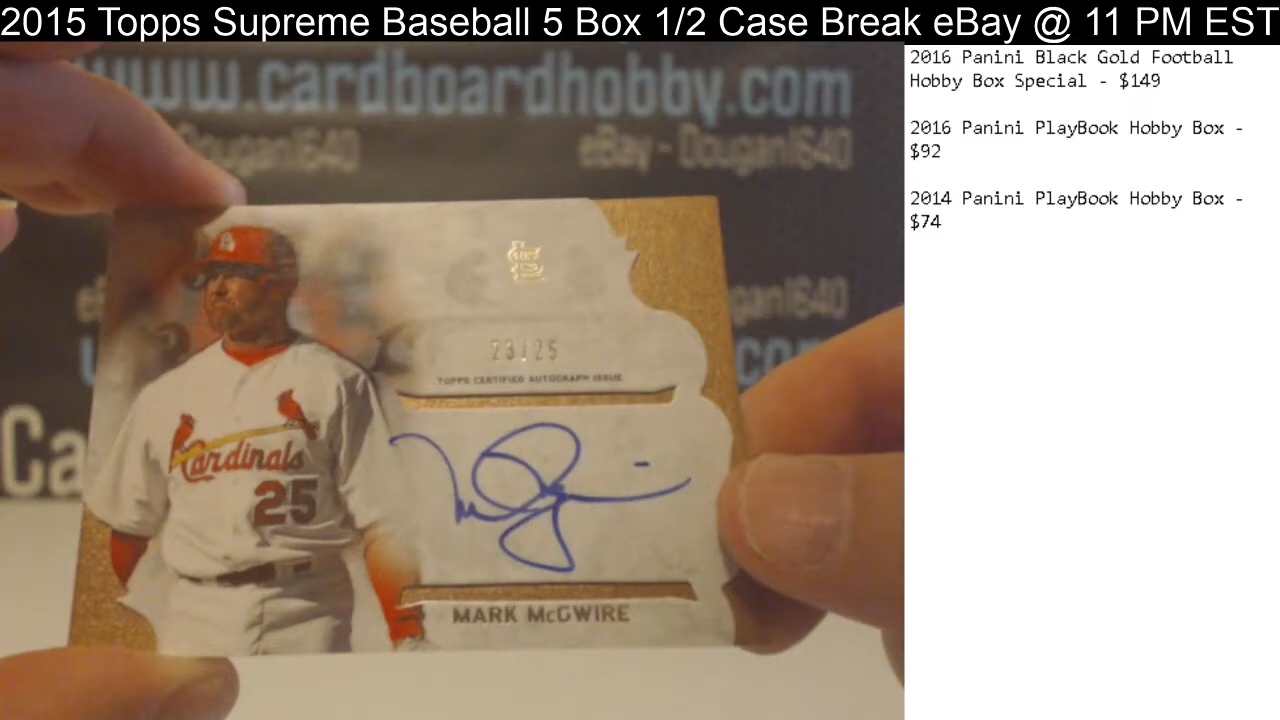 2015 Topps Supreme Baseball 5 Box 1/2 Case Break eBay @ 11 PM EST
www.cardboardhobby.com
Dougan1640
eBay - Dougan1640
23/25
TOPPS CERTIFIED AUTOGRAPH ISSUE
Cardinals
25
MARK McGWIRE
2016 Panini Black Gold Football
Hobby Box Special - $149
2016 Panini PlayBook Hobby Box -
$92
2014 Panini PlayBook Hobby Box -
$74